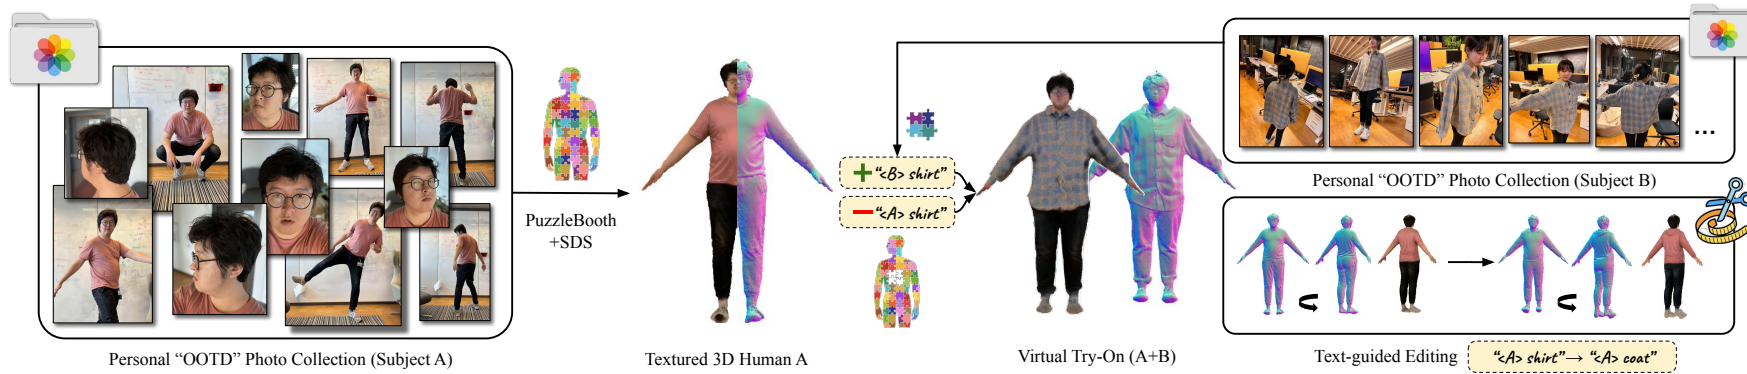 Personal “OOTD” Photo Collection (Subject A)
PuzzleBooth
+SDS
Textured 3D Human A
+ “<B> shirt”
− “<A> shirt”
Virtual Try-On (A+B)
...
Personal “OOTD” Photo Collection (Subject B)
Text-guided Editing
“<A> shirt” → “<A> coat”